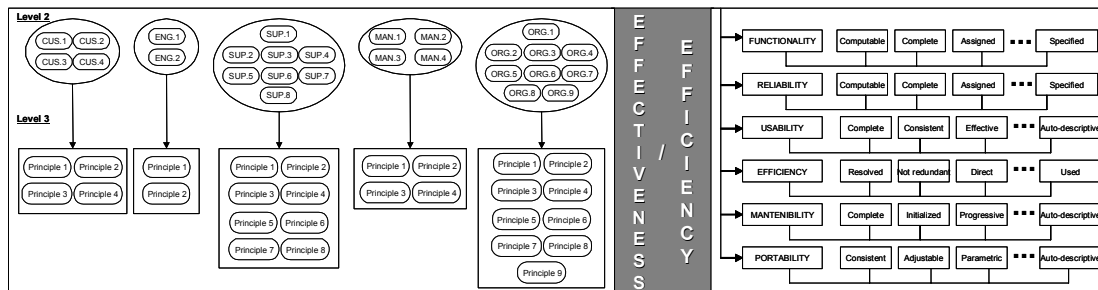 Level 2
CUS.1 CUS.2
CUS.3 CUS.4
ENG.1
ENG.2
SUP.1
SUP.2 SUP.3 SUP.4
SUP.5 SUP.6 SUP.7
SUP.8
MAN.1 MAN.2
MAN.3 MAN.4
ORG.1
ORG.2 ORG.3 ORG.4
ORG.5 ORG.6 ORG.7
ORG.8 ORG.9
Level 3
Principle 1 Principle 2
Principle 3 Principle 4
Principle 1
Principle 2
Principle 1 Principle 2
Principle 3 Principle 4
Principle 5 Principle 6
Principle 7 Principle 8
Principle 1 Principle 2
Principle 3 Principle 4
Principle 1 Principle 2
Principle 3 Principle 4
Principle 5 Principle 6
Principle 7 Principle 8
Principle 9
EFFECTIVENESS
/
EFFICIENCY
FUNCTIONALITY Computable Complete Assigned ... Specified
RELIABILITY Computable Complete Assigned ... Specified
USABILITY Complete Consistent Effective ... Auto-descriptive
EFFICIENCY Resolved Not redundant Direct ... Used
MANTENIBILITY Complete Initialized Progressive ... Auto-descriptive
PORTABILITY Consistent Adjustable Parametric ... Auto-descriptive